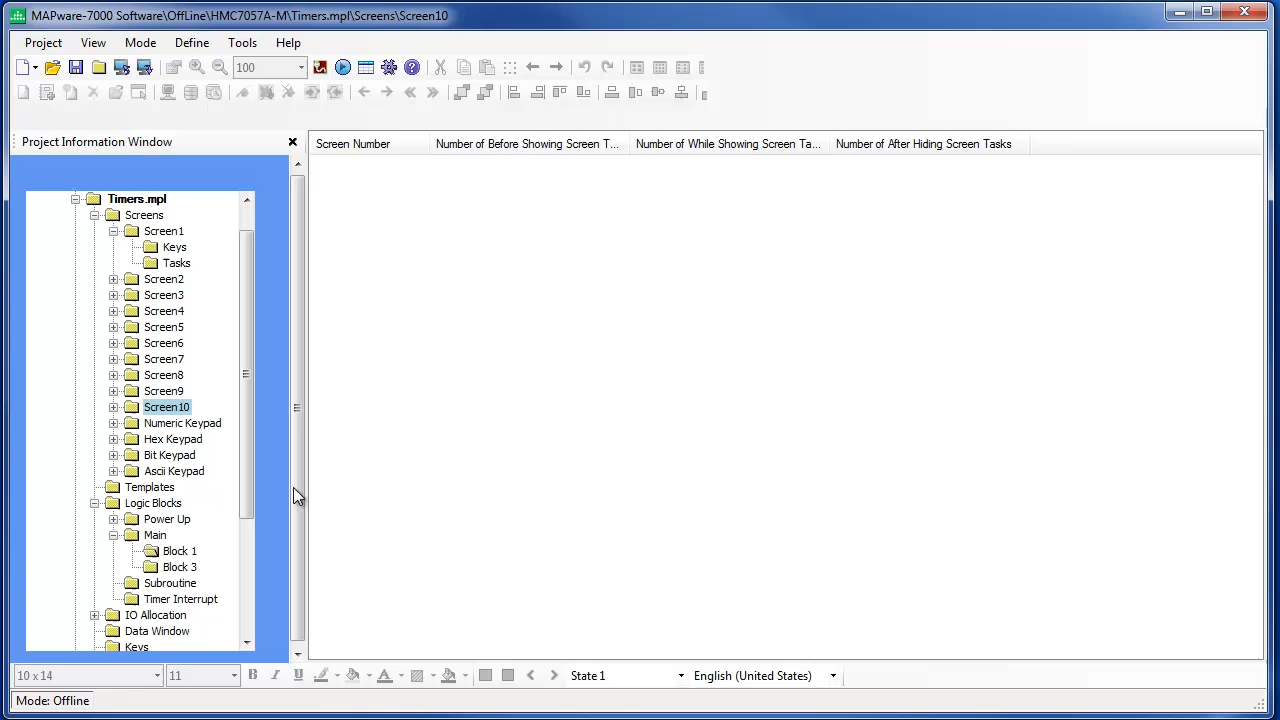 MAPware-7000 Software\OffLine\HMC7057A-M\Timers.mpl\Screens\Screen10
Project View Mode Define Tools Help
100
Project Information Window
Screen Number Number of Before Showing Screen T... Number of While Showing Screen Ta... Number of After Hiding Screen Tasks
Timers.mpl
Screens
Screen1
Keys
Tasks
Screen2
Screen3
Screen4
Screen5
Screen6
Screen7
Screen8
Screen9
Screen10
Numeric Keypad
Hex Keypad
Bit Keypad
Ascii Keypad
Templates
Logic Blocks
Power Up
Main
Block 1
Block 3
Subroutine
Timer Interrupt
IO Allocation
Data Window
Keys
10 x 14 11 B I U A State 1 English (United States)
Mode: Offline